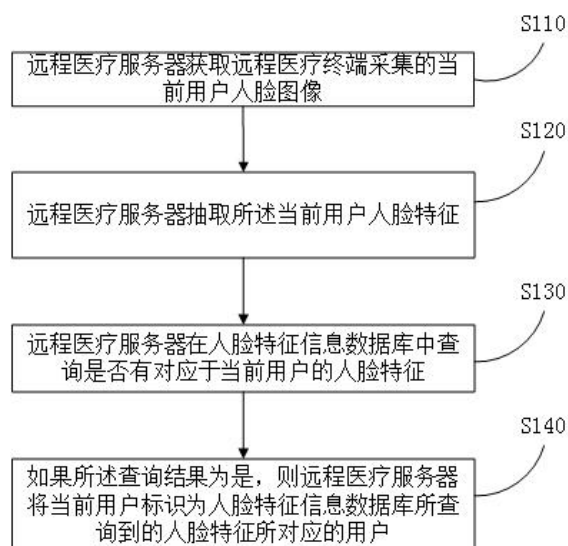 S110
远程医疗服务器获取远程医疗终端采集的当
前用户人脸图像
S120
远程医疗服务器抽取所述当前用户人脸特征
S130
远程医疗服务器在人脸特征信息数据库中查
询是否有对应于当前用户的人脸特征
S140
如果所述查询结果为是，则远程医疗服务器
将当前用户标识为人脸特征信息数据库所查
询到的人脸特征所对应的用户